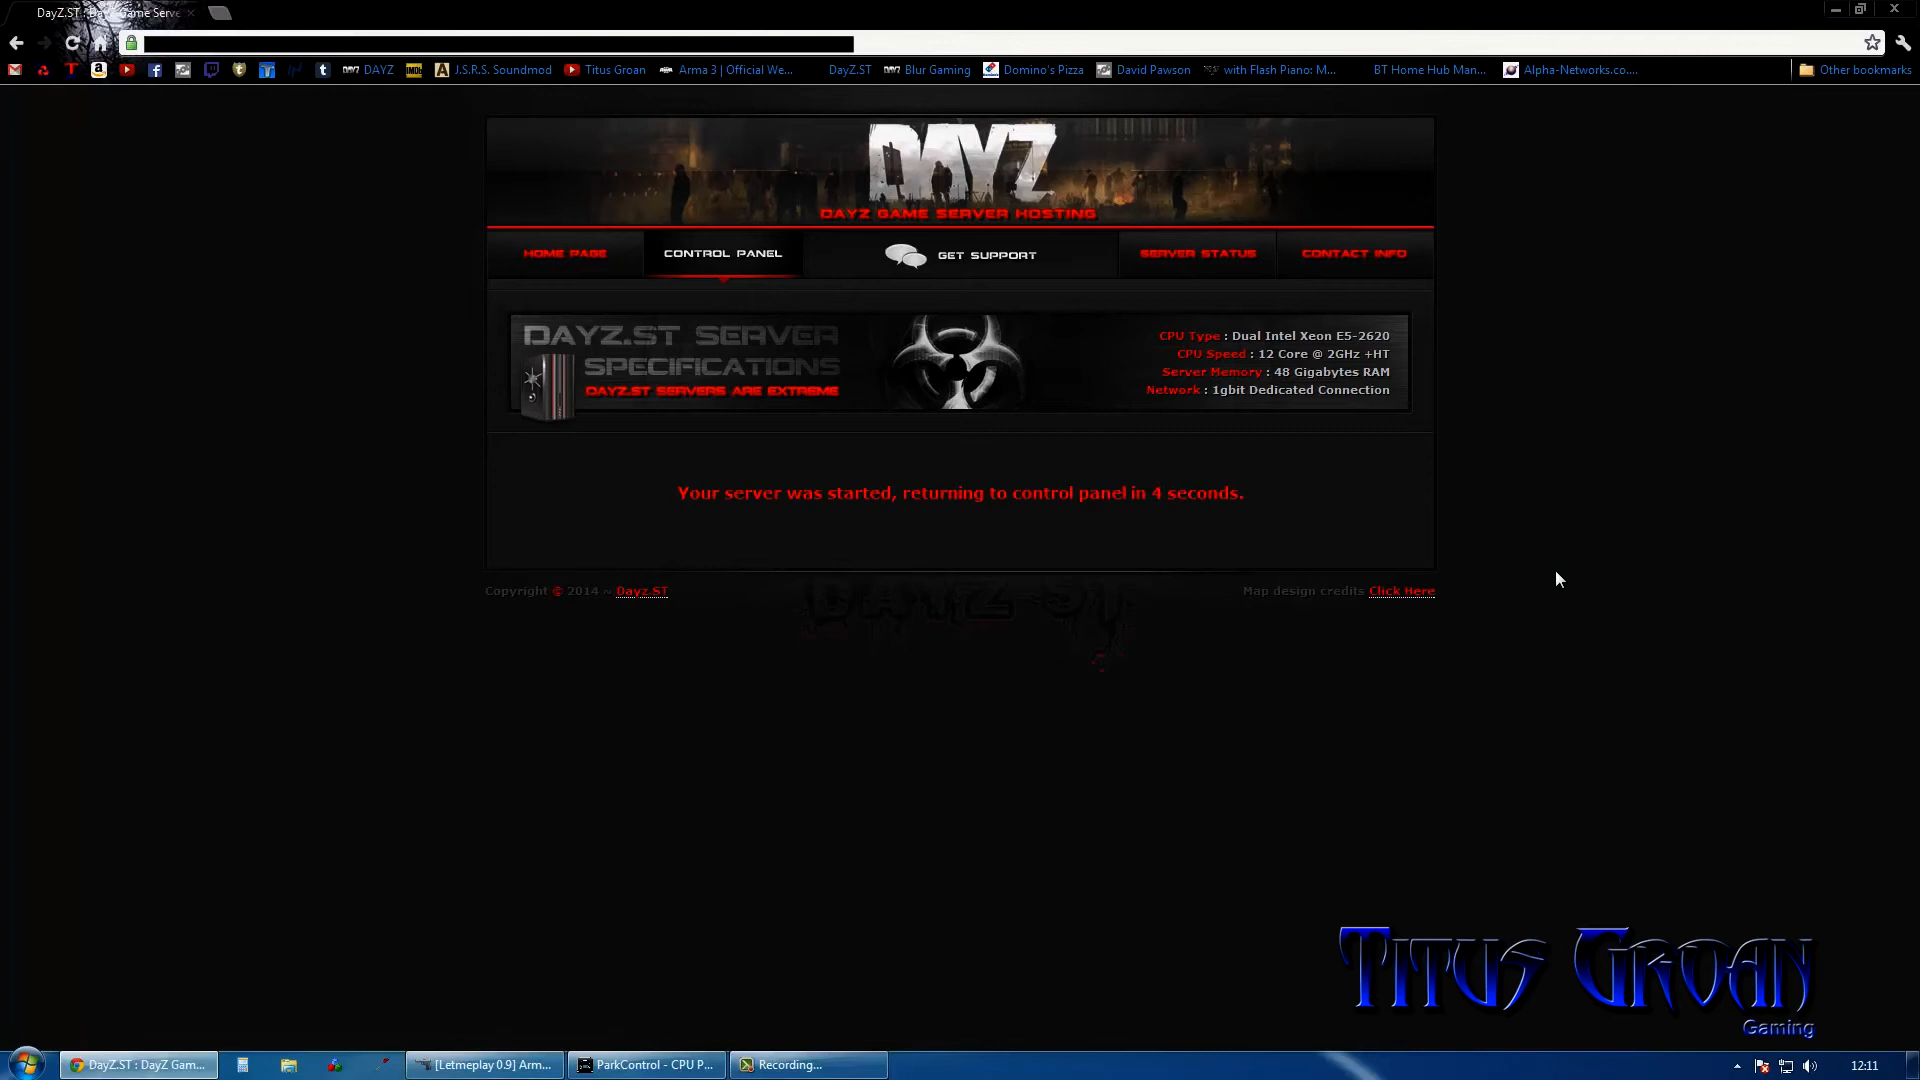 DayZ.ST : DayZ Game Serve
DAYZ
J.S.R.S. Soundmod
Titus Groan
Arma 3 | Official We...
DayZ.ST
DAYZ Blur Gaming
Domino's Pizza
David Pawson
with Flash Piano: M...
BT Home Hub Man...
Alpha-Networks.co....
Other bookmarks
DAYZ
DAYZ GAME SERVER HOSTING
HOME PAGE
CONTROL PANEL
GET SUPPORT
SERVER STATUS
CONTACT INFO
DAYZ.ST SERVER
SPECIFICATIONS
DAYZ.ST SERVERS ARE EXTREME
CPU Type : Dual Intel Xeon E5-2620
CPU Speed : 12 Core @ 2GHz +HT
Server Memory : 48 Gigabytes RAM
Network : 1gbit Dedicated Connection
Your server was started, returning to control panel in 4 seconds.
Copyright © 2014 ~ Dayz.ST
Map design credits Click Here
DAYZ-ST
TITUS GROAN
Gaming
DayZ.ST : DayZ Gam...
[Letmeplay 0.9] Arm...
ParkControl - CPU P...
Recording...
12:11